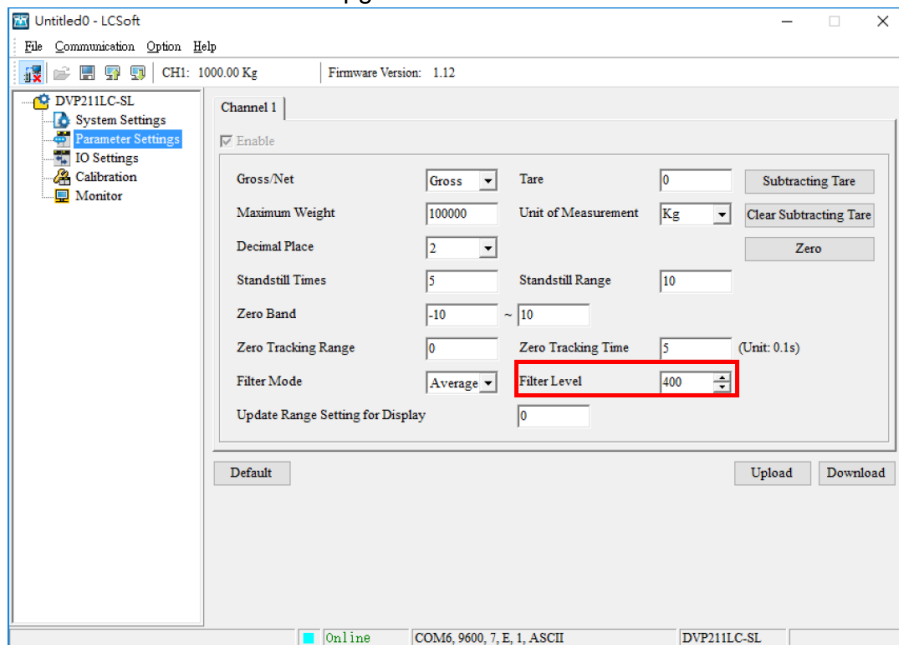 Untitled0 - LCSoft
File Communication Option Help
CH1: 1000.00 Kg Firmware Version: 1.12
DVP211LC-SL
System Settings
Parameter Settings
IO Settings
Calibration
Monitor
Channel 1
Enable
Gross/Net Gross Tare 0 Subtracting Tare
Maximum Weight 100000 Unit of Measurement Kg Clear Subtracting Tare
Decimal Place 2 Zero
Standstill Times 5 Standstill Range 10
Zero Band -10 ~ 10
Zero Tracking Range 0 Zero Tracking Time 5 (Unit: 0.1s)
Filter Mode Average Filter Level 400
Update Range Setting for Display 0
Default Upload Download
Online COM6, 9600, 7, E, 1, ASCII DVP211LC-SL